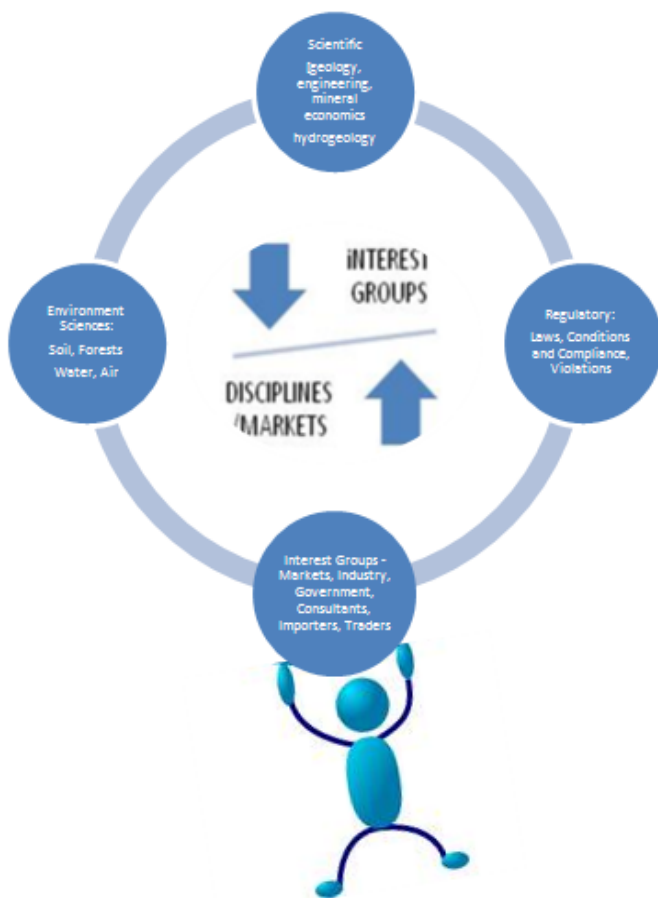 Scientific
[geology,
engineering,
mineral
economics
hydrogeology
INTEREST
GROUPS
Environment
Sciences:
Soil, Forests
Water, Air
Regulatory:
Laws, Conditions
and Compliance,
Violations
DISCIPLINES
/MARKETS
Interest Groups -
Markets, Industry,
Government,
Consultants,
Importers, Traders